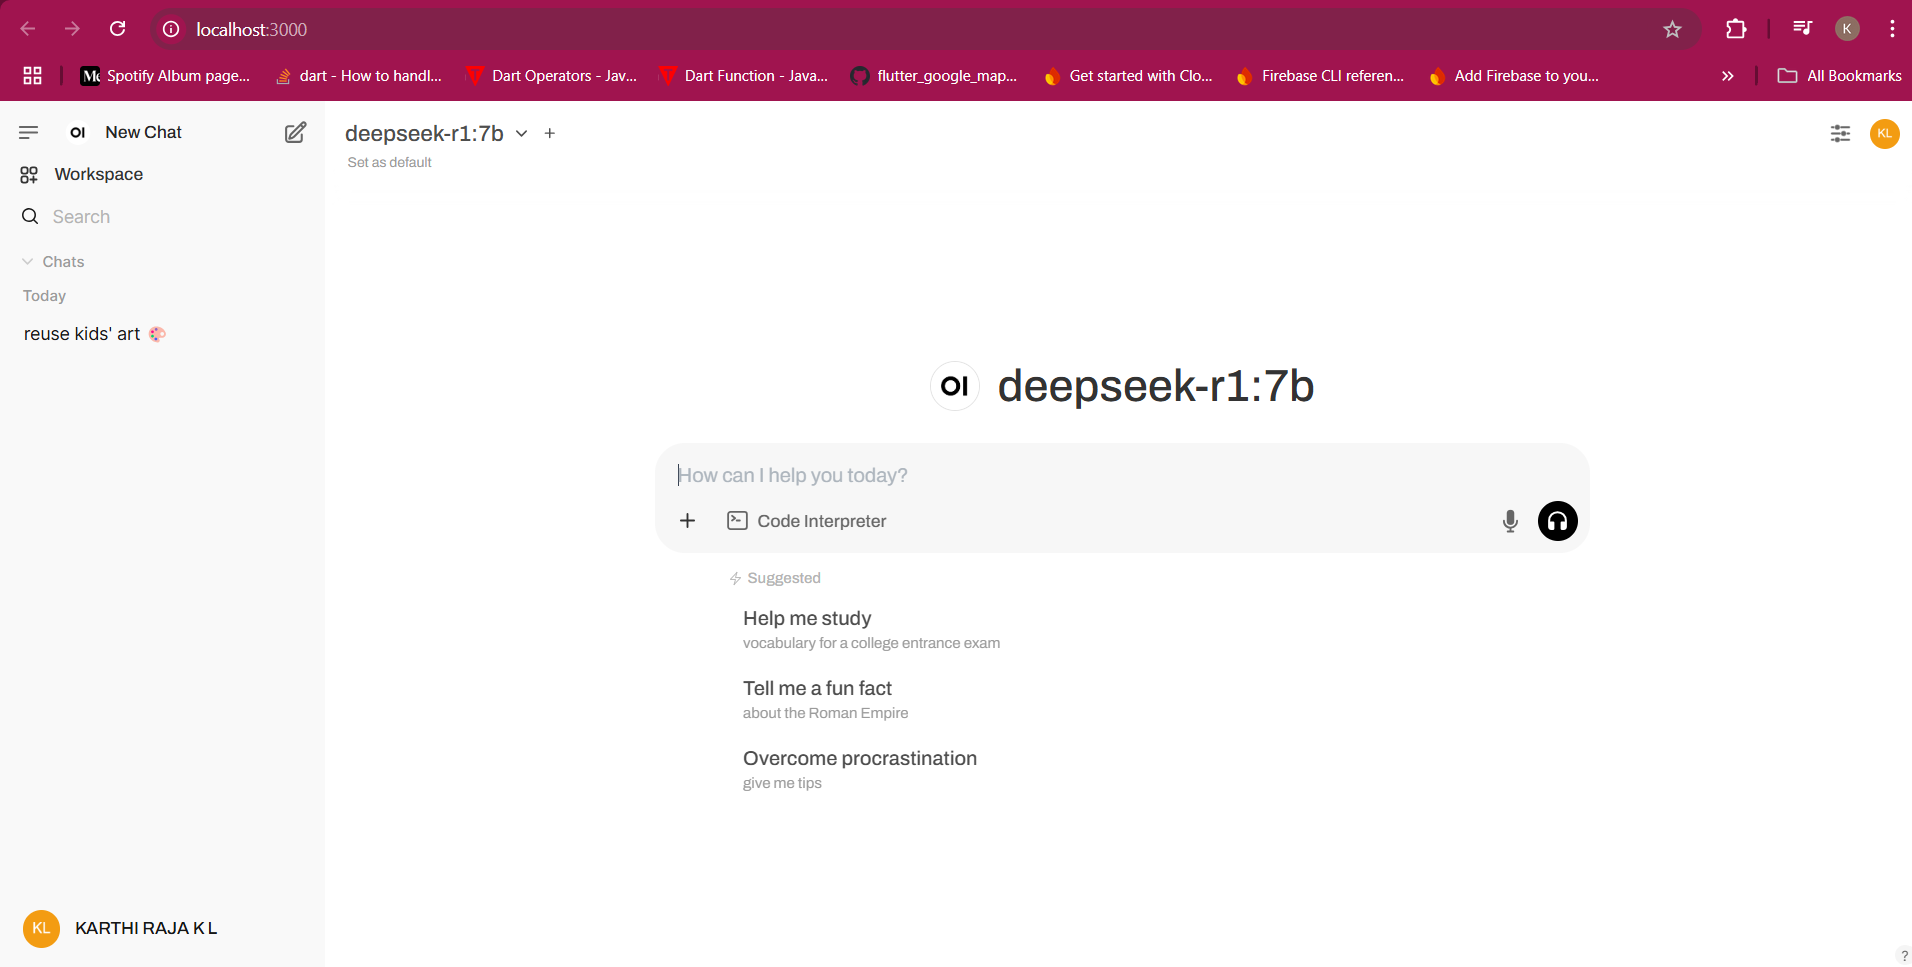 localhost:3000
K
Spotify Album page...
dart - How to handl...
Dart Operators - Jav...
Dart Function - Java...
flutter_google_map...
Get started with Clo...
Firebase CLI referen...
Add Firebase to you...
»
All Bookmarks
OI New Chat
Workspace
Search
Chats
Today
reuse kids' art 🎨
KL KARTHI RAJA K L
deepseek-r1:7b +
Set as default
KL
OI deepseek-r1:7b
How can I help you today?
+ Code Interpreter
Suggested
Help me study
vocabulary for a college entrance exam
Tell me a fun fact
about the Roman Empire
Overcome procrastination
give me tips
?